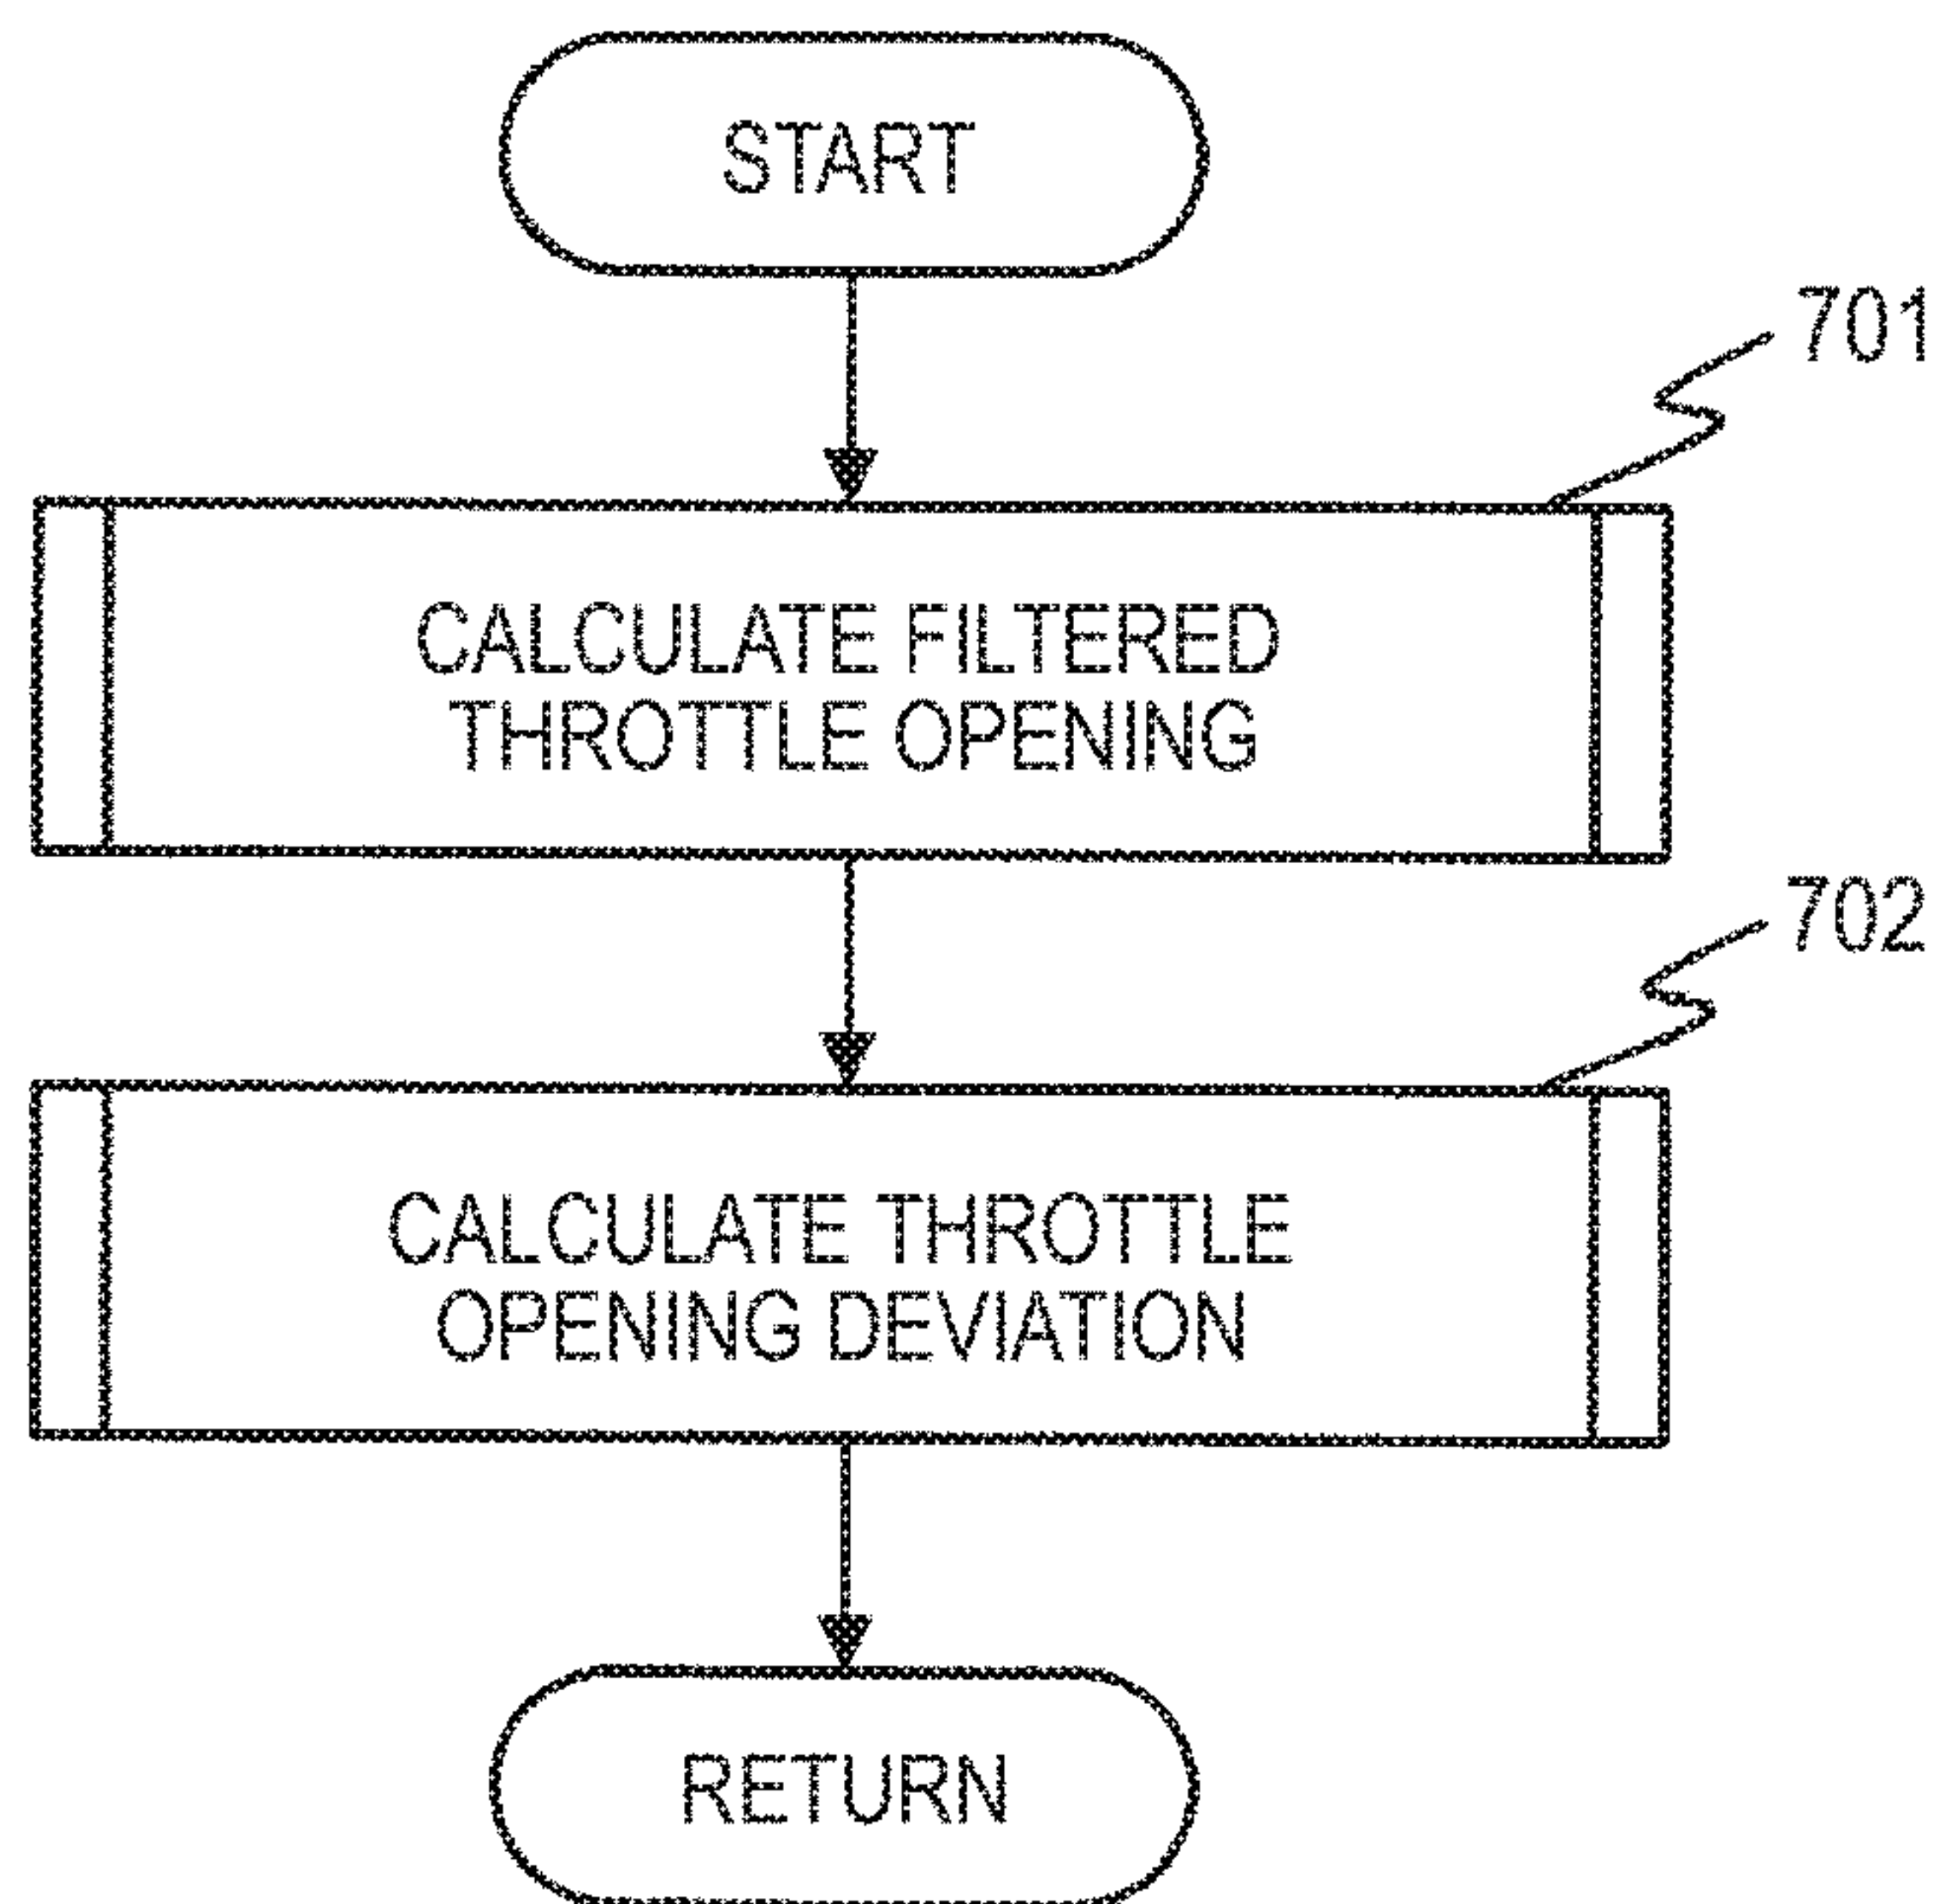 START
701
CALCULATE FILTERED
THROTTLE OPENING
702
CALCULATE THROTTLE
OPENING DEVIATION
RETURN